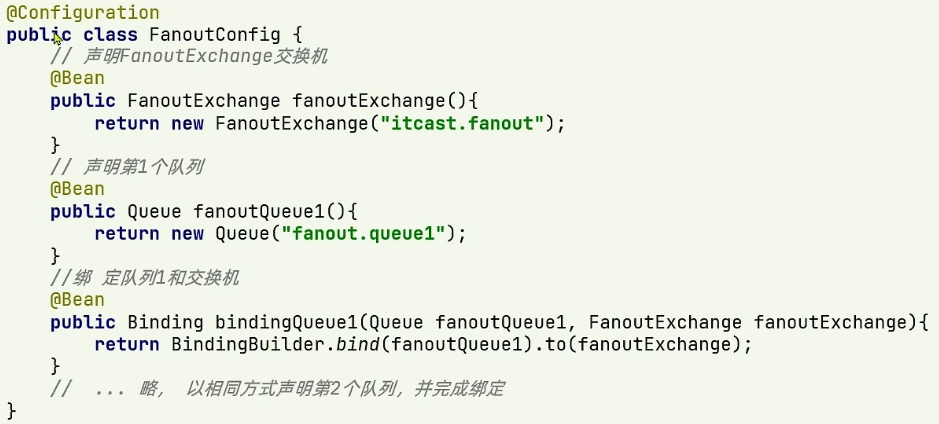 @Configuration
public class FanoutConfig {
    // 声明FanoutExchange交换机
    @Bean
    public FanoutExchange fanoutExchange(){
        return new FanoutExchange("itcast.fanout");
    }
    // 声明第1个队列
    @Bean
    public Queue fanoutQueue1(){
        return new Queue("fanout.queue1");
    }
    //绑 定队列1和交换机
    @Bean
    public Binding bindingQueue1(Queue fanoutQueue1, FanoutExchange fanoutExchange){
        return BindingBuilder.bind(fanoutQueue1).to(fanoutExchange);
    }
    //  ... 略， 以相同方式声明第2个队列，并完成绑定
}